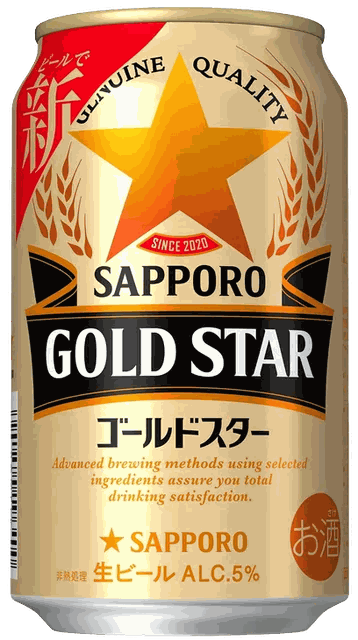 ビールで
新
GENUINE QUALITY
SINCE 2020
SAPPORO
GOLD STAR
ゴールドスター
Advanced brewing methods using selected
ingredients assure you total
drinking satisfaction.
★ SAPPORO
非熱処理 生ビール ALC.5%
さけ
お酒